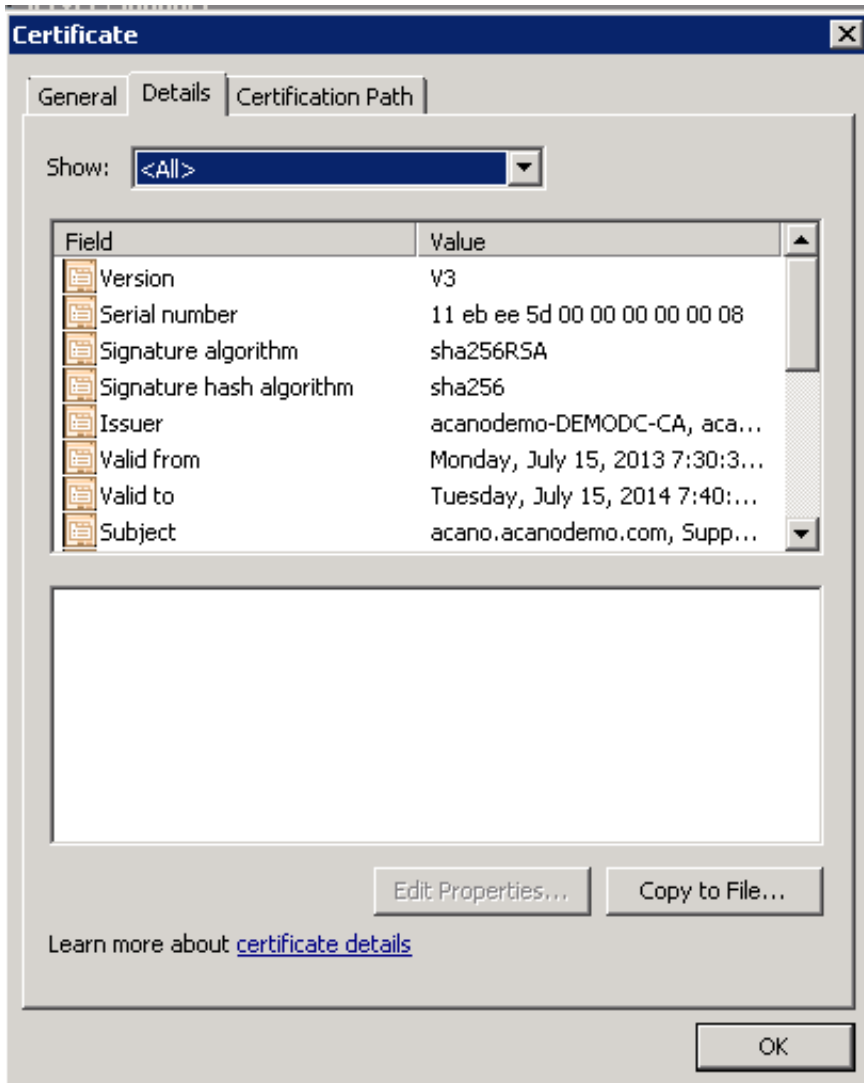 Certificate
General Details Certification Path
Show: <All>
Field Value
Version V3
Serial number 11 eb ee 5d 00 00 00 00 00 08
Signature algorithm sha256RSA
Signature hash algorithm sha256
Issuer acanodemo-DEMODC-CA, aca...
Valid from Monday, July 15, 2013 7:30:3...
Valid to Tuesday, July 15, 2014 7:40:...
Subject acano.acanodemo.com, Supp...
Edit Properties... Copy to File...
Learn more about certificate details
OK